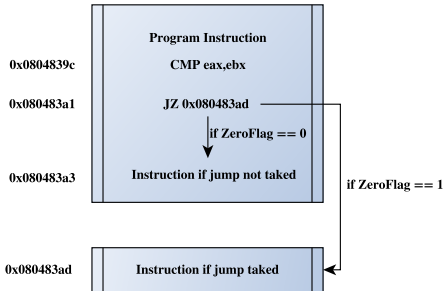 Program Instruction
0x0804839c CMP eax,ebx
0x080483a1 JZ 0x080483ad
if ZeroFlag == 0
0x080483a3 Instruction if jump not taked
if ZeroFlag == 1
0x080483ad Instruction if jump taked